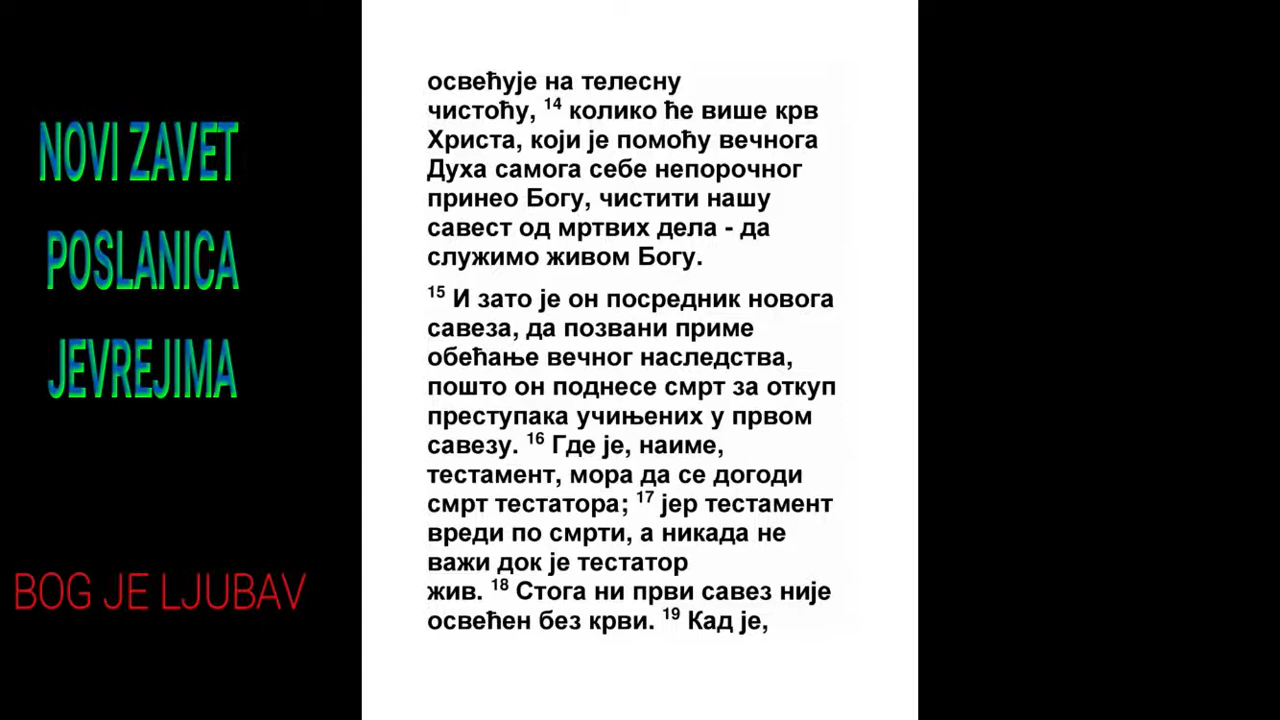 NOVI ZAVET
POSLANICA
JEVREJIMA
BOG JE LJUBAV
освећује на телесну
чистоћу, 14 колико ће више крв
Христа, који је помоћу вечнога
Духа самога себе непорочног
принео Богу, чистити нашу
савест од мртвих дела - да
служимо живом Богу.
15 И зато је он посредник новога
савеза, да позвани приме
обећање вечног наследства,
пошто он поднесе смрт за откуп
преступака учињених у првом
савезу. 16 Где је, наиме,
тестамент, мора да се догоди
смрт тестатора; 17 јер тестамент
вреди по смрти, а никада не
важи док је тестатор
жив. 18 Стога ни први савез није
освећен без крви. 19 Кад је,